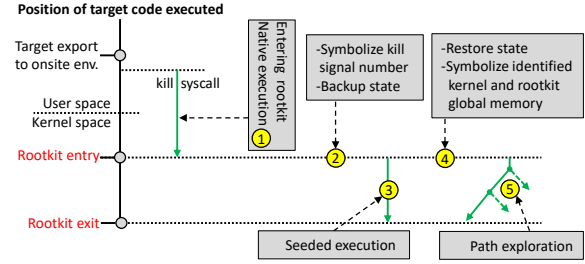 Position of target code executed
Target export
to onsite env.
kill syscall
Entering rootkit
Native execution
1
-Symbolize kill
signal number
-Backup state
-Restore state
-Symbolize identified
kernel and rootkit
global memory
User space
Kernel space
Rootkit entry
2
4
3
5
Rootkit exit
Seeded execution
Path exploration